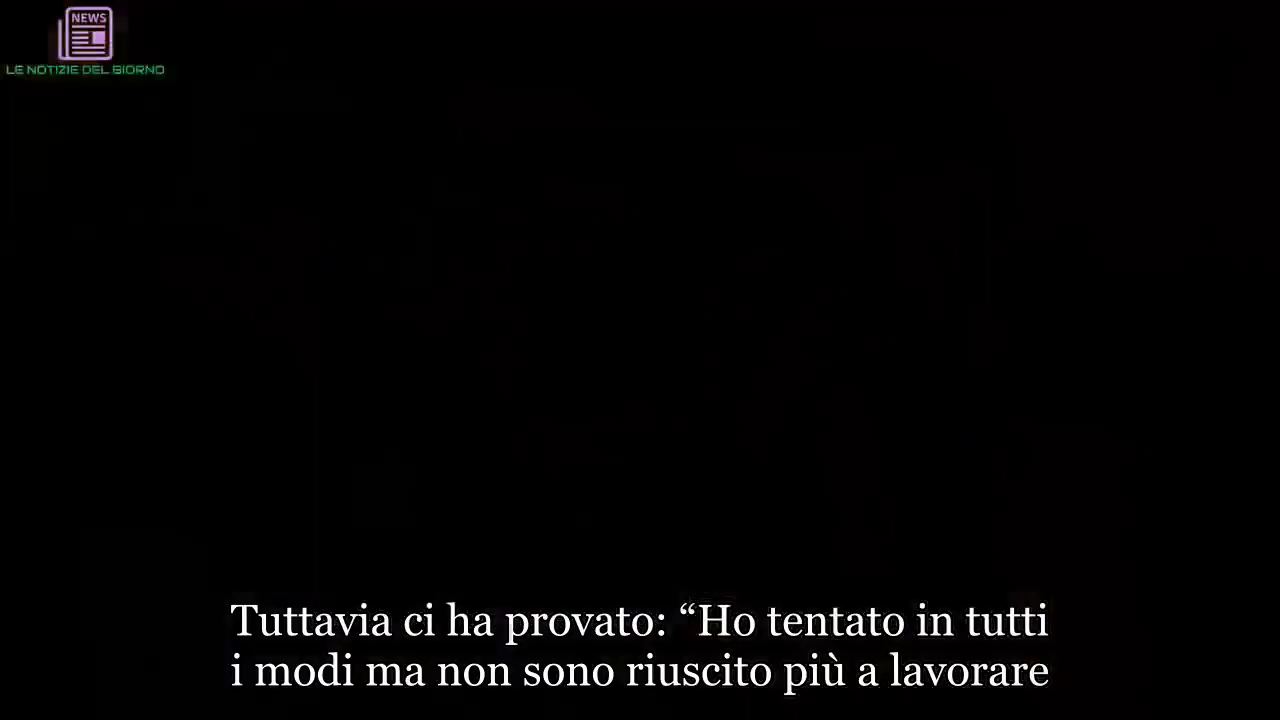 NEWS
LE NOTIZIE DEL GIORNO
Tuttavia ci ha provato: “Ho tentato in tutti
i modi ma non sono riuscito più a lavorare